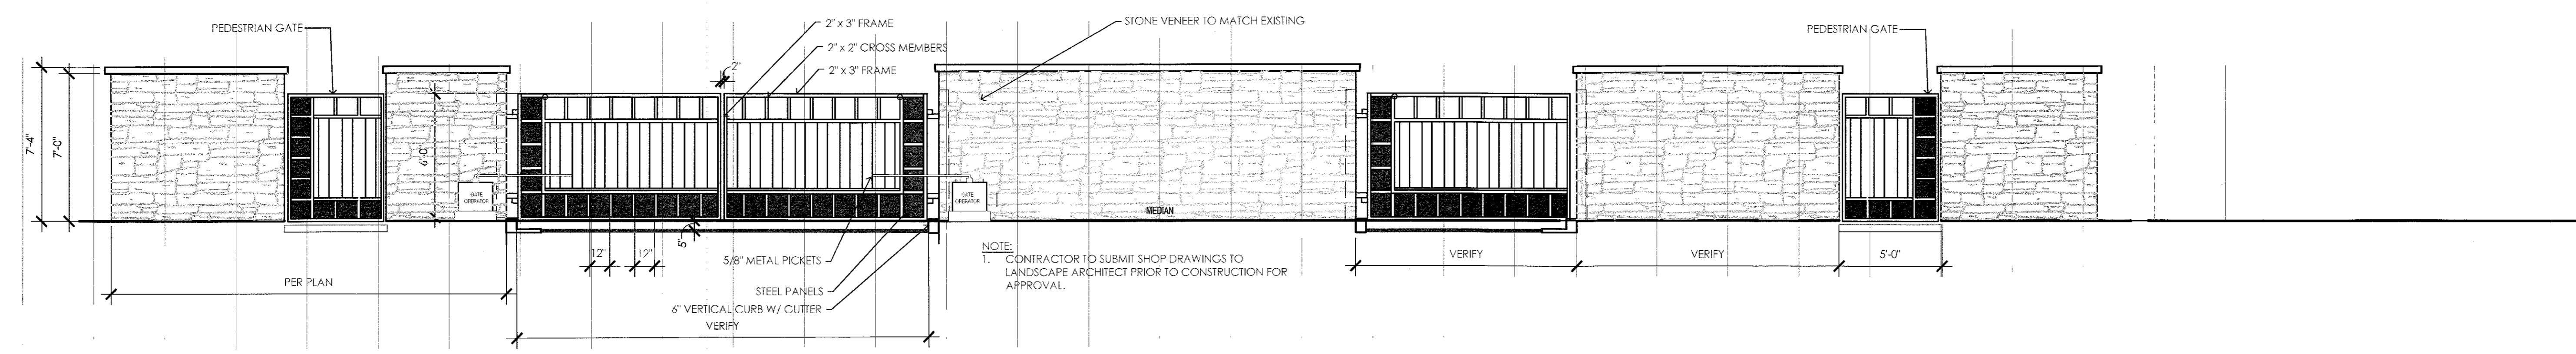 PEDESTRIAN GATE
2" x 3" FRAME
2" x 2" CROSS MEMBERS
2" x 3" FRAME
2"
STONE VENEER TO MATCH EXISTING
PEDESTRIAN GATE
7'-4"
7'-0"
6'-0"
GATE
OPERATOR
GATE
OPERATOR
MEDIAN
12"
12"
5"
5/8" METAL PICKETS
STEEL PANELS
6" VERTICAL CURB W/ GUTTER
VERIFY
PER PLAN
NOTE:
1. CONTRACTOR TO SUBMIT SHOP DRAWINGS TO
LANDSCAPE ARCHITECT PRIOR TO CONSTRUCTION FOR
APPROVAL.
VERIFY
VERIFY
5'-0"